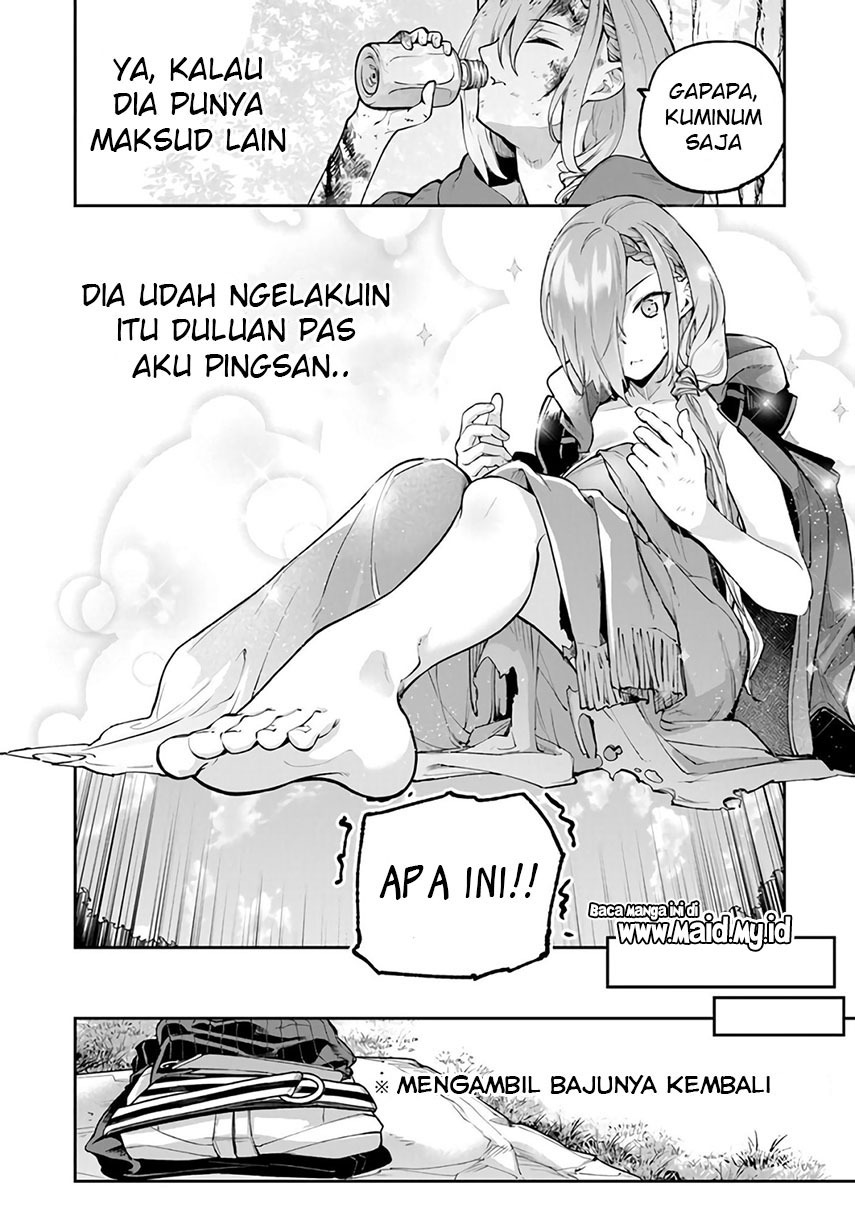 GAPAPA,
KUMINUM
SAJA
YA, KALAU
DIA PUNYA
MAKSUD LAIN
DIA UDAH NGELAKUIN
ITU DULUAN PAS
AKU PINGSAN..
APA INI!!
Baca Manga ini di
www.Maid.My.id
※ MENGAMBIL BAJUNYA KEMBALI